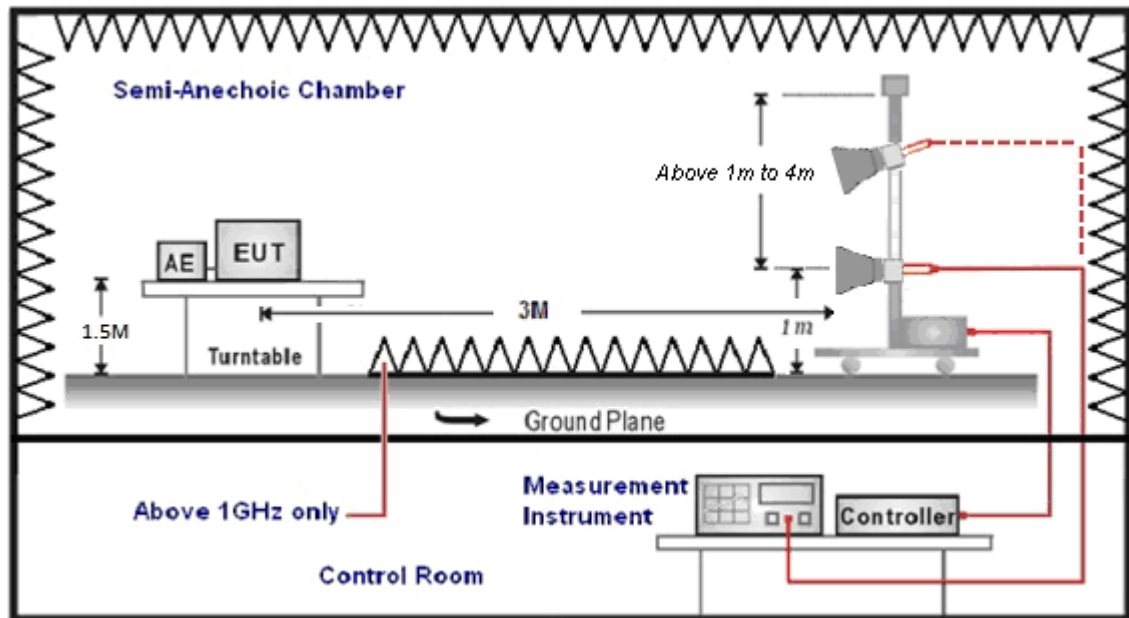 Semi-Anechoic Chamber
Above 1m to 4m
AE
EUT
3M
1m
1.5M
Turntable
Ground Plane
Above 1GHz only
Measurement
Instrument
Controller
Control Room